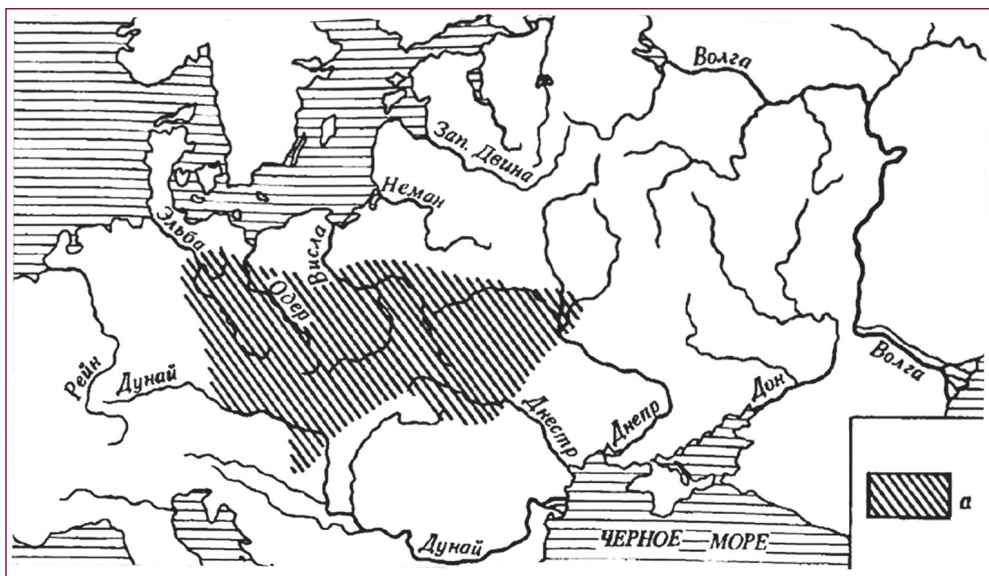 Волга
Зап. Двина
Неман
Эльба
Висла
Одер
Рейн
Дунай
Волга
Дон
Днестр
Днепр
а
Дунай
ЧЕРНОЕ МОРЕ